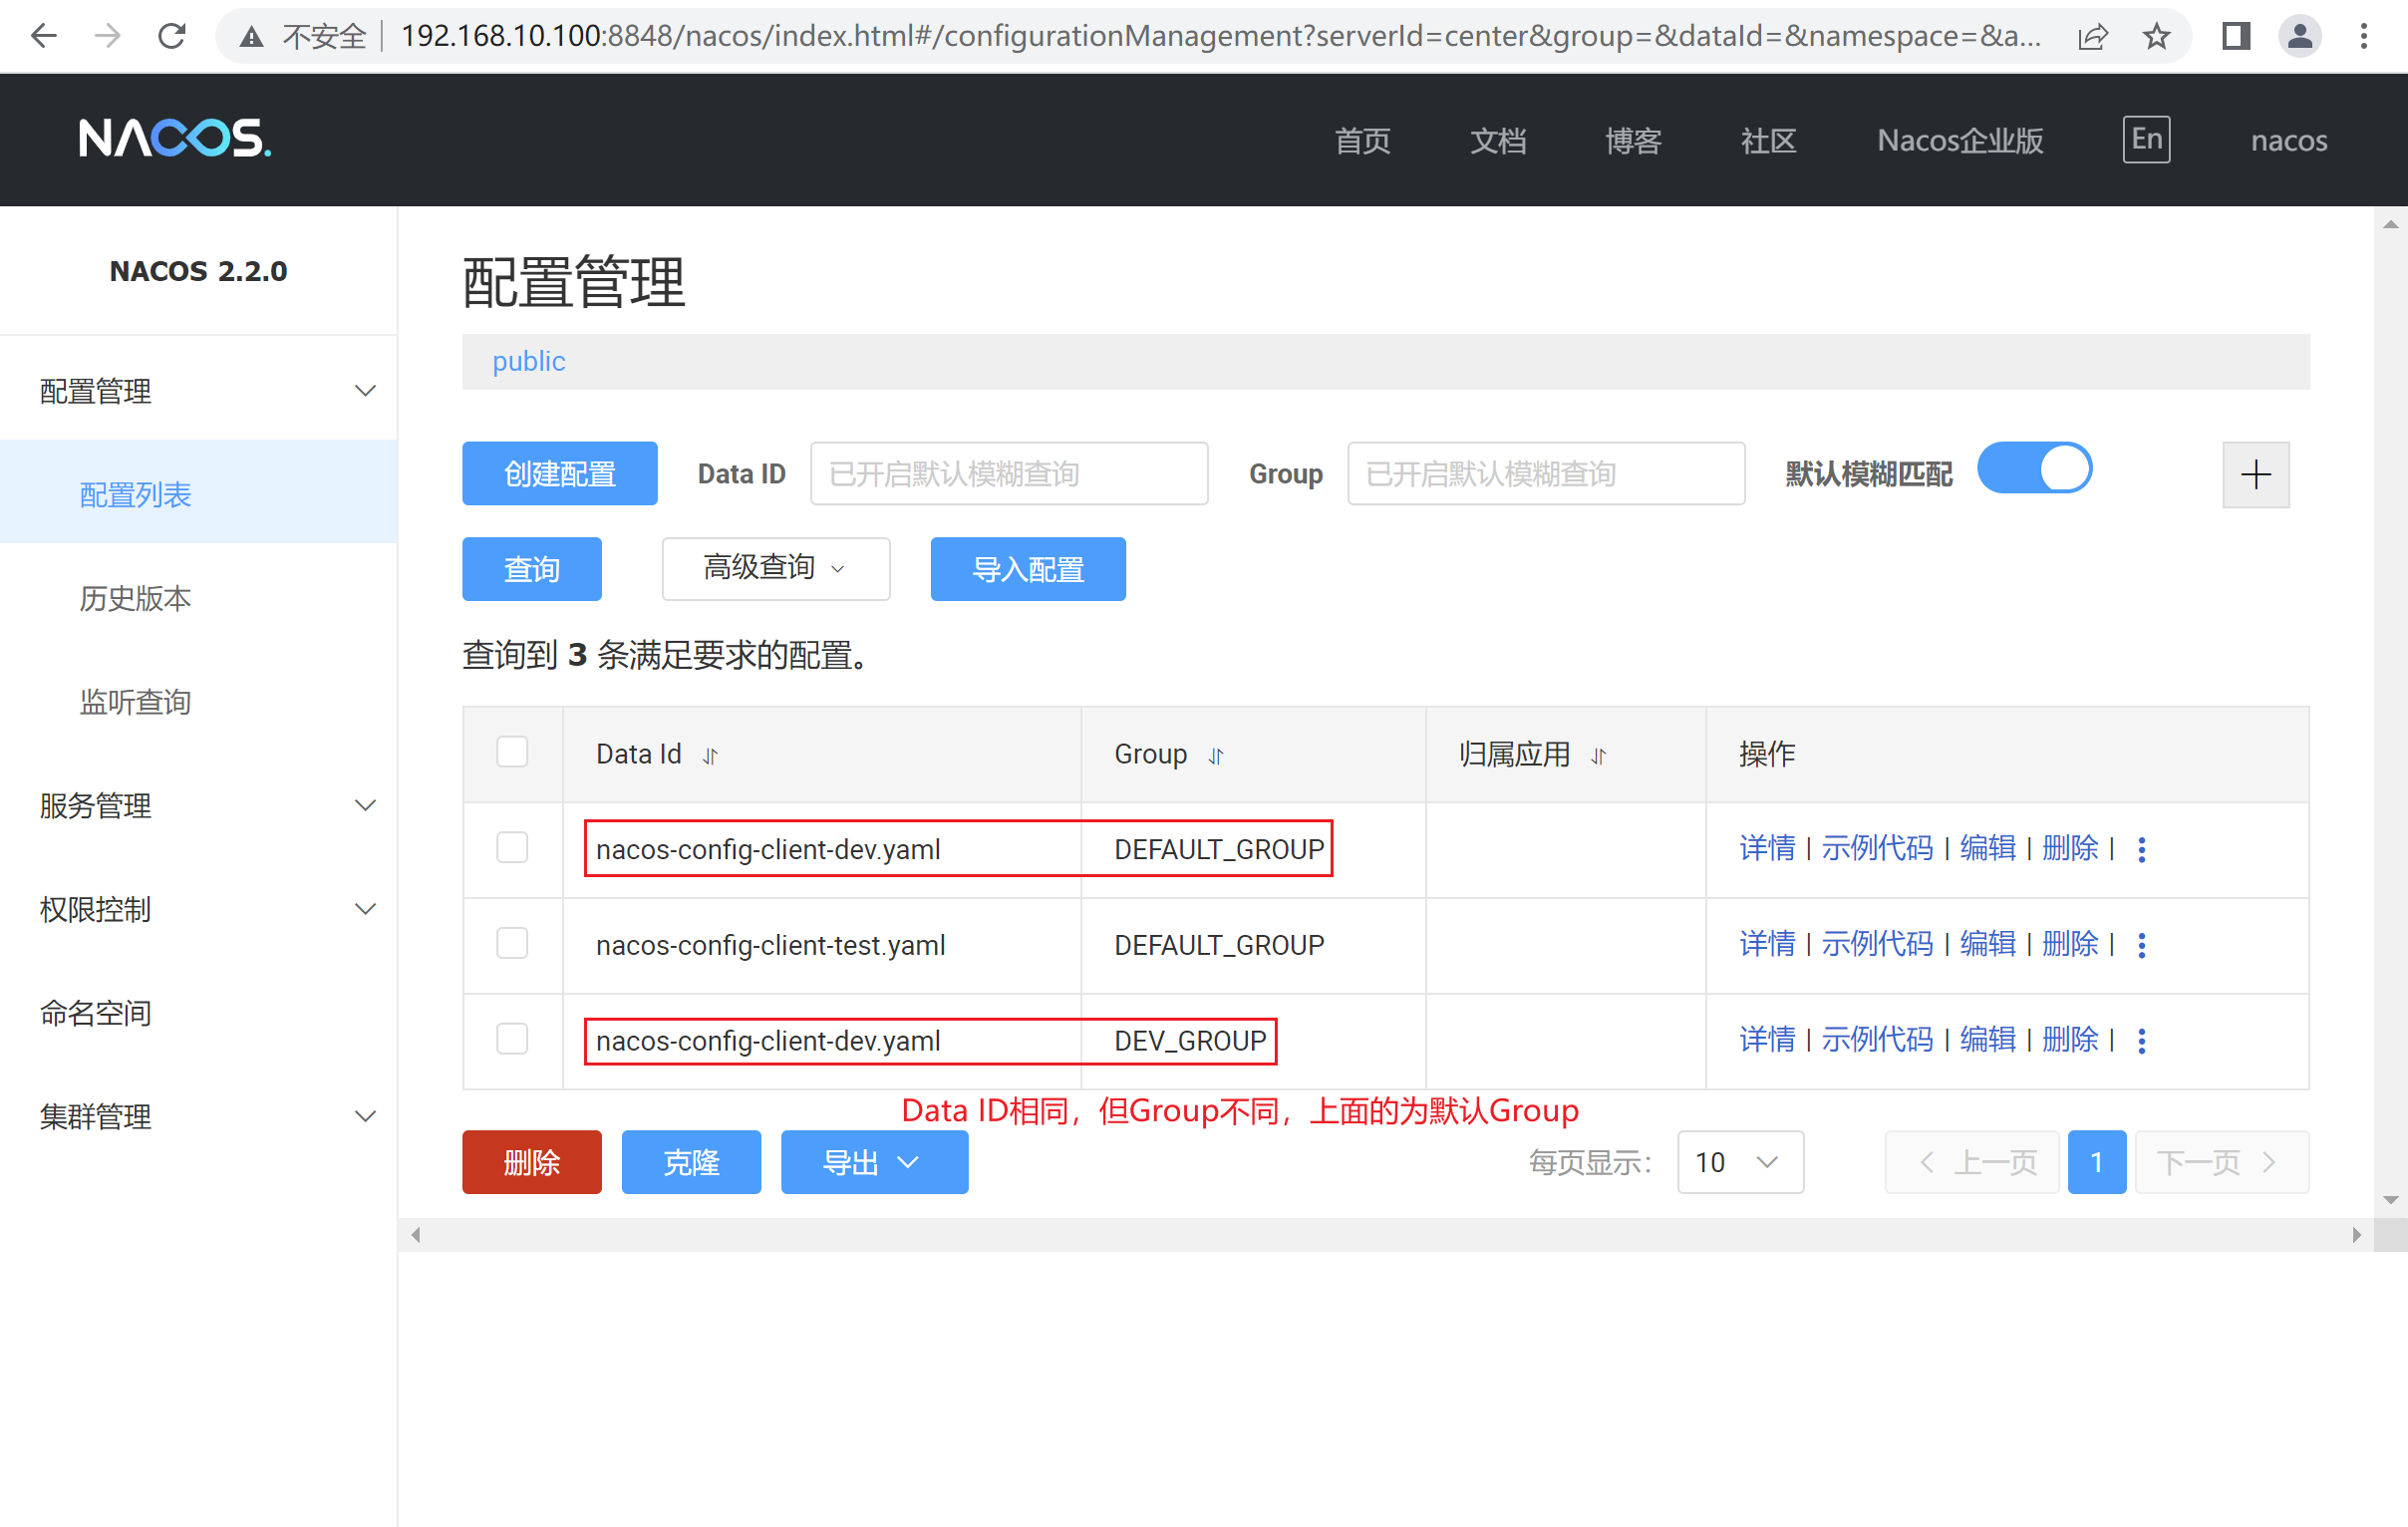 不安全 192.168.10.100:8848/nacos/index.html#/configurationManagement?serverId=center&group=&dataId=&namespace=&a...
NACOS. 首页 文档 博客 社区 Nacos企业版 En nacos
NACOS 2.2.0
配置管理
配置列表
历史版本
监听查询
服务管理
权限控制
命名空间
集群管理
配置管理
public
创建配置 Data ID 已开启默认模糊查询 Group 已开启默认模糊查询 默认模糊匹配
查询 高级查询 导入配置
查询到 3 条满足要求的配置。
Data Id Group 归属应用 操作
nacos-config-client-dev.yaml DEFAULT_GROUP 详情 | 示例代码 | 编辑 | 删除 |
nacos-config-client-test.yaml DEFAULT_GROUP 详情 | 示例代码 | 编辑 | 删除 |
nacos-config-client-dev.yaml DEV_GROUP 详情 | 示例代码 | 编辑 | 删除 |
Data ID相同，但Group不同，上面的为默认Group
删除 克隆 导出 每页显示： 10 上一页 1 下一页